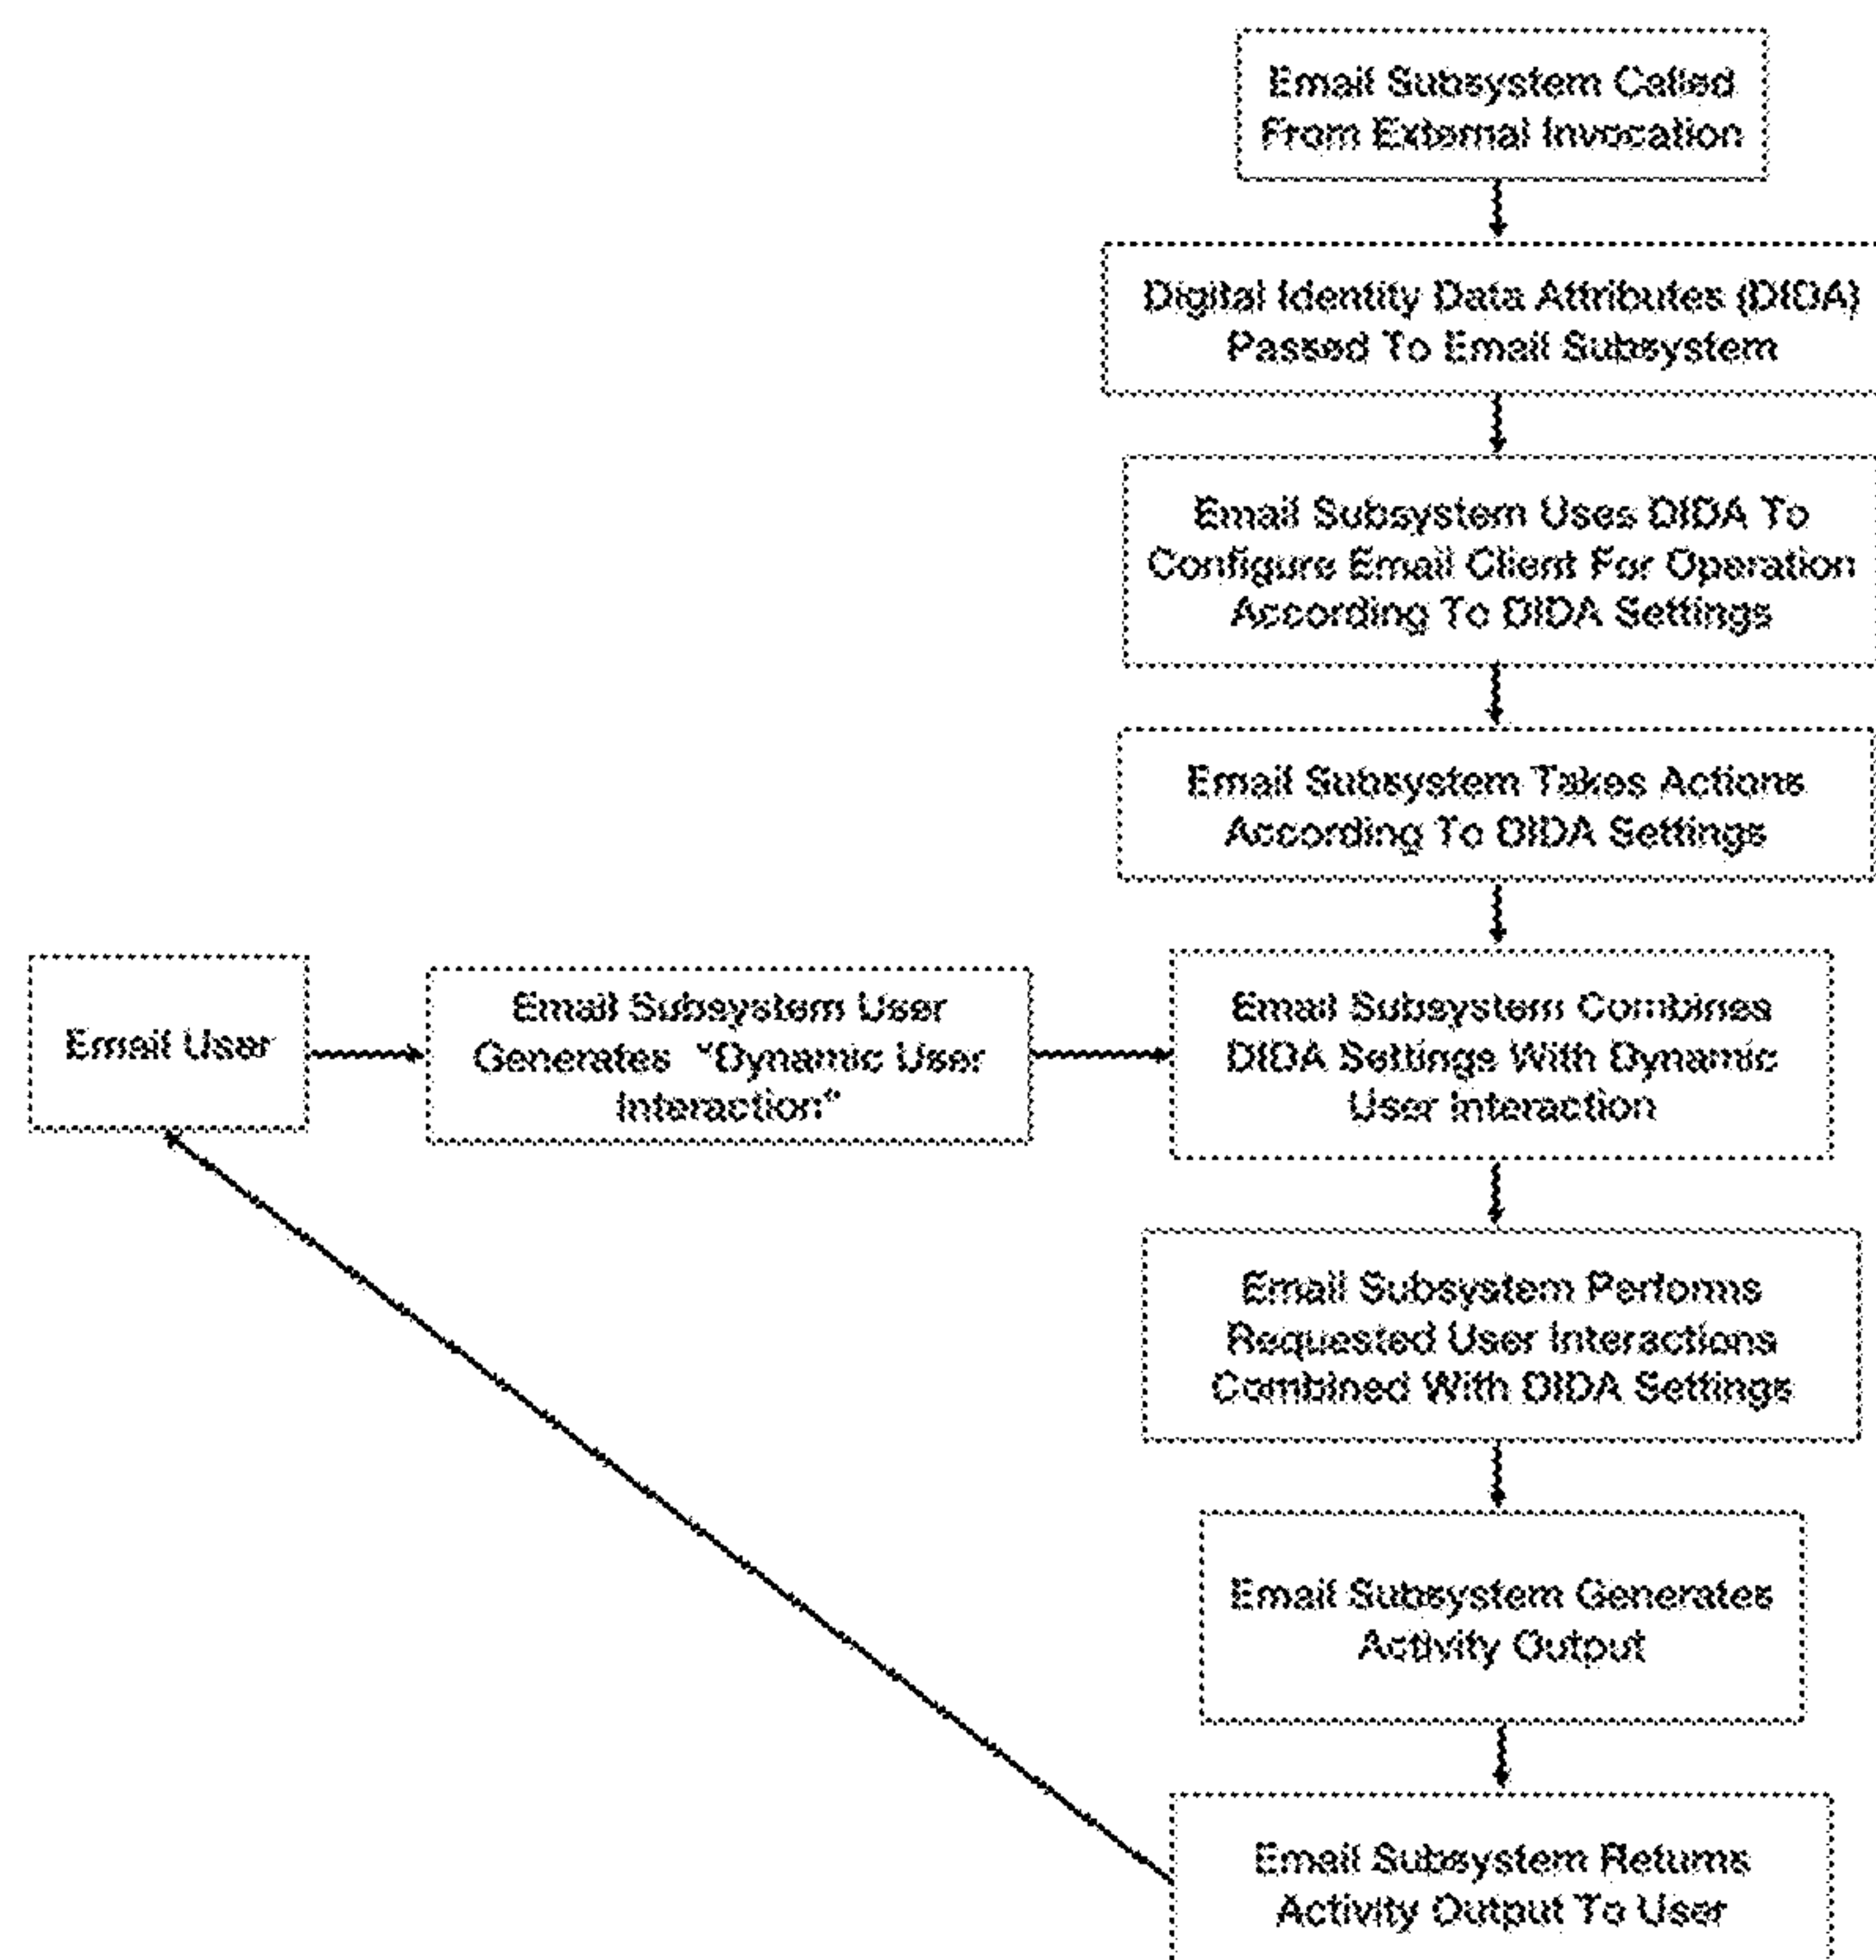 Email Subsystem Called
From External Invocation
Digital Identity Data Attributes (DIDA)
Passed To Email Subsystem
Email Subsystem Uses DIDA To
Configure Email Client For Operation
According To DIDA Settings
Email Subsystem Takes Actions
According To DIDA Settings
Email User
Email Subsystem User
Generates "Dynamic User
Interaction"
Email Subsystem Combines
DIDA Settings With Dynamic
User Interaction
Email Subsystem Performs
Requested User Interactions
Combined With DIDA Settings
Email Subsystem Generates
Activity Output
Email Subsystem Returns
Activity Output To User